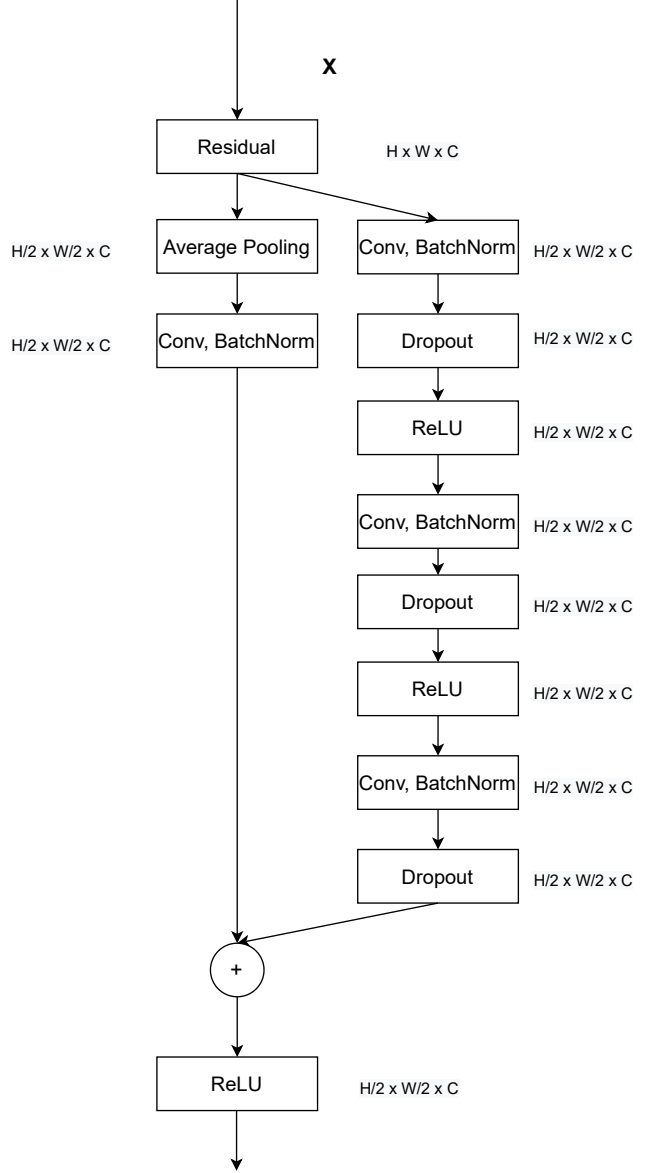 X
Residual
H x W x C
H/2 x W/2 x C
Average Pooling
Conv, BatchNorm
H/2 x W/2 x C
H/2 x W/2 x C
Conv, BatchNorm
Dropout
H/2 x W/2 x C
ReLU
H/2 x W/2 x C
Conv, BatchNorm
H/2 x W/2 x C
Dropout
H/2 x W/2 x C
ReLU
H/2 x W/2 x C
Conv, BatchNorm
H/2 x W/2 x C
Dropout
H/2 x W/2 x C
+
ReLU
H/2 x W/2 x C